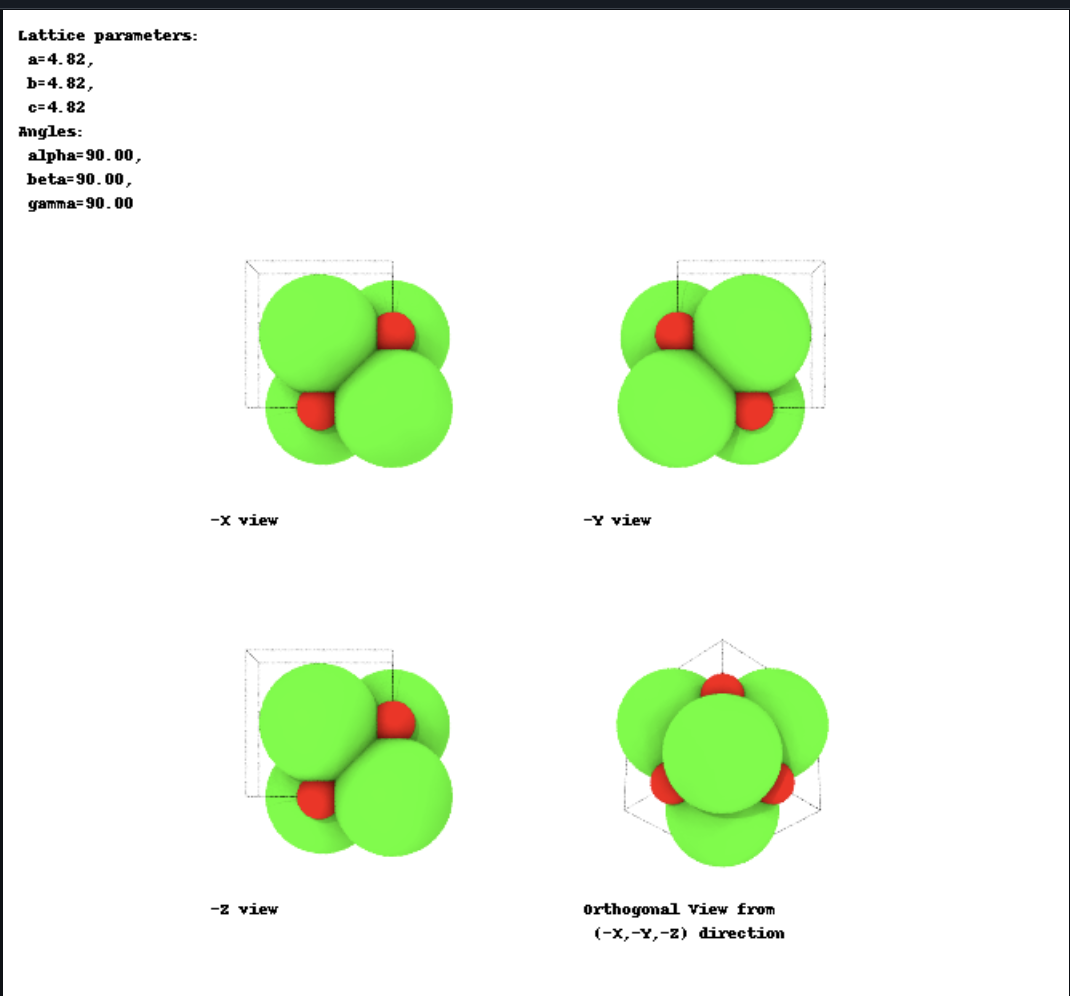 Lattice parameters:
a=4.82,
b=4.82,
c=4.82
Angles:
alpha=90.00,
beta=90.00,
gamma=90.00
-X view
-Y view
-Z view
Orthogonal View from
(-X,-Y,-Z) direction